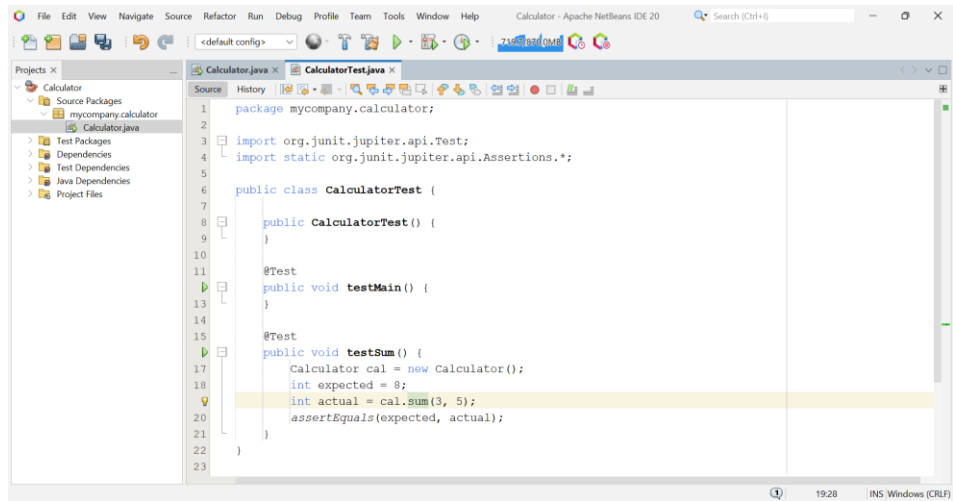 File Edit View Navigate Source Refactor Run Debug Profile Team Tools Window Help Calculator - Apache NetBeans IDE 20 Search (Ctrl+I)
<default config>
Projects
Calculator
Source Packages
mycompany.calculator
Calculator.java
Test Packages
Dependencies
Test Dependencies
Java Dependencies
Project Files
Calculator.java CalculatorTest.java
Source History
1 package mycompany.calculator;
2
3 import org.junit.jupiter.api.Test;
4 import static org.junit.jupiter.api.Assertions.*;
5
6 public class CalculatorTest {
7
8 public CalculatorTest() {
9 }
10
11 @Test
public void testMain() {
13 }
14
15 @Test
public void testSum() {
17 Calculator cal = new Calculator();
18 int expected = 8;
int actual = cal.sum(3, 5);
20 assertEquals(expected, actual);
21 }
22 }
23
1 19:28 INS Windows (CRLF)